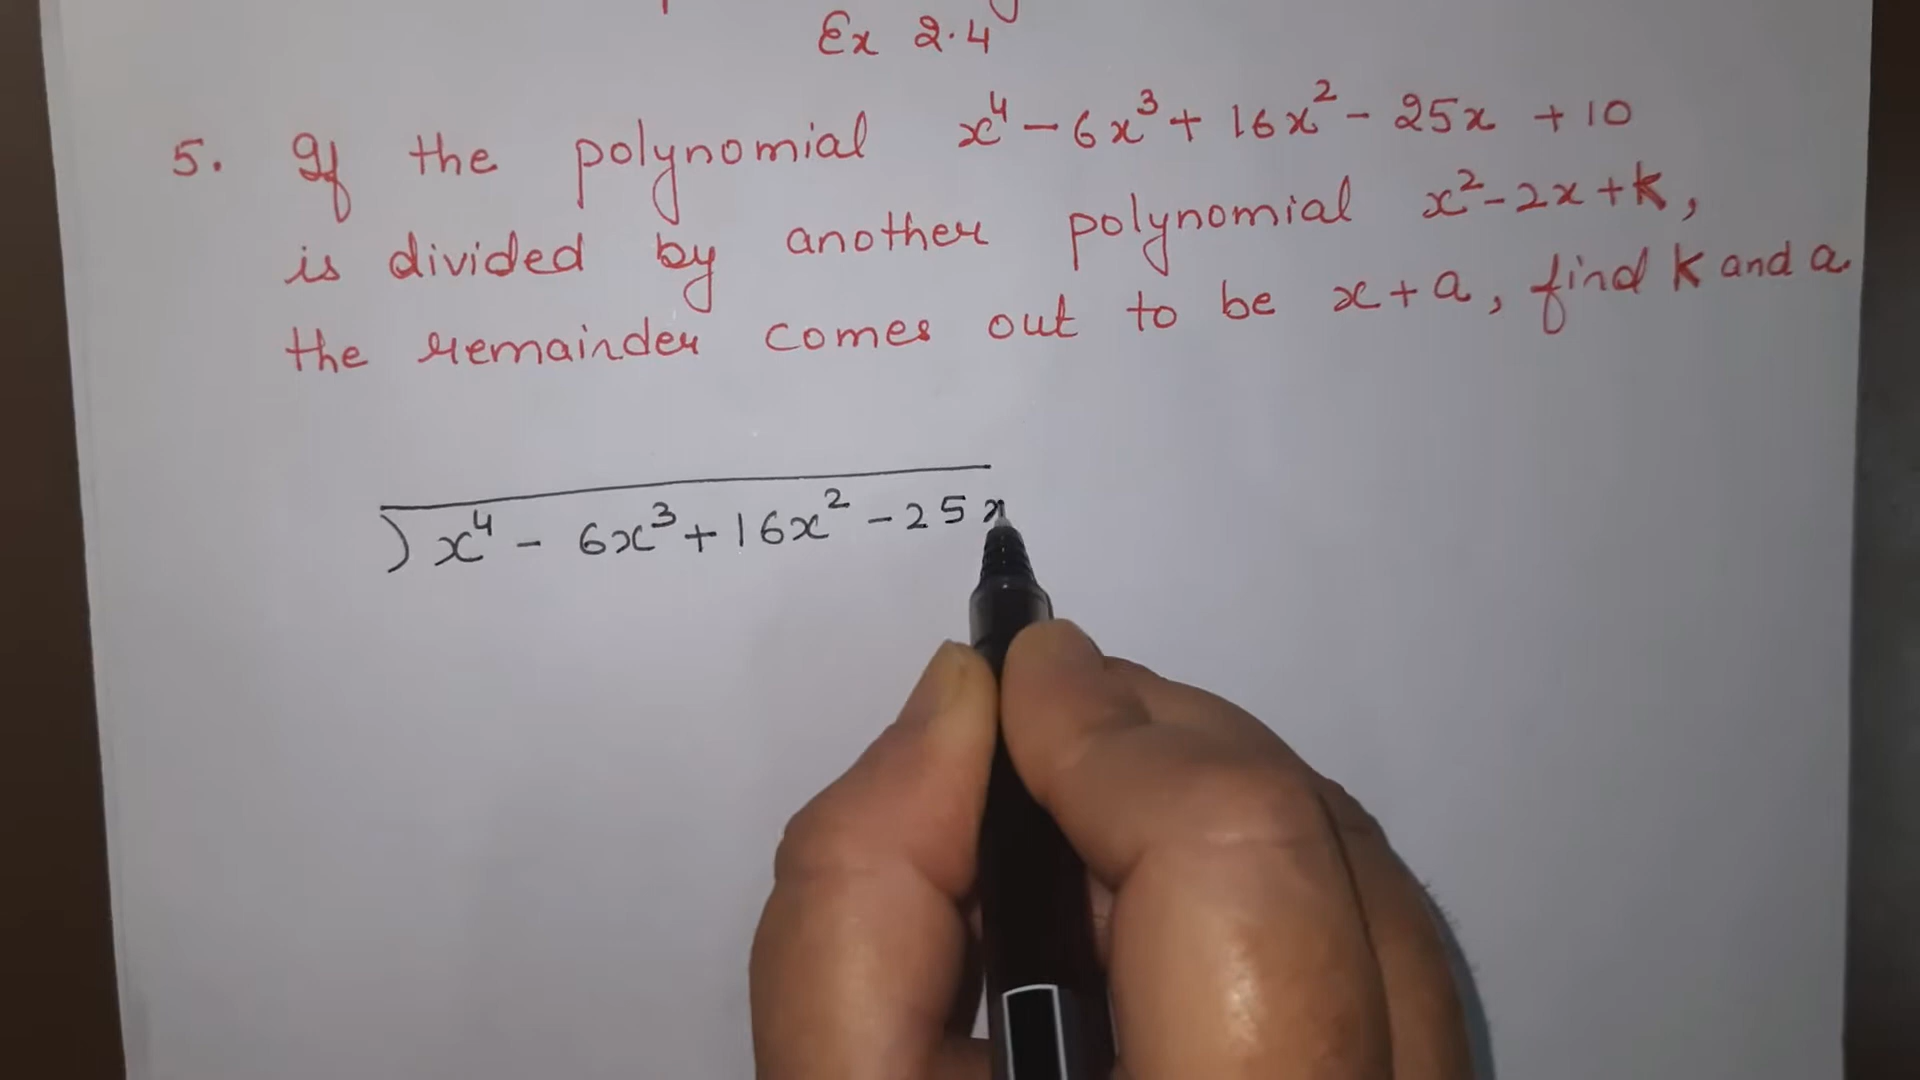 Ex 2.4
5. If the polynomial x⁴ - 6x³ + 16x² - 25x + 10
is divided by another polynomial x² - 2x + k,
the remainder comes out to be x + a, find k and a.
)x⁴ - 6x³ + 16x² - 25x